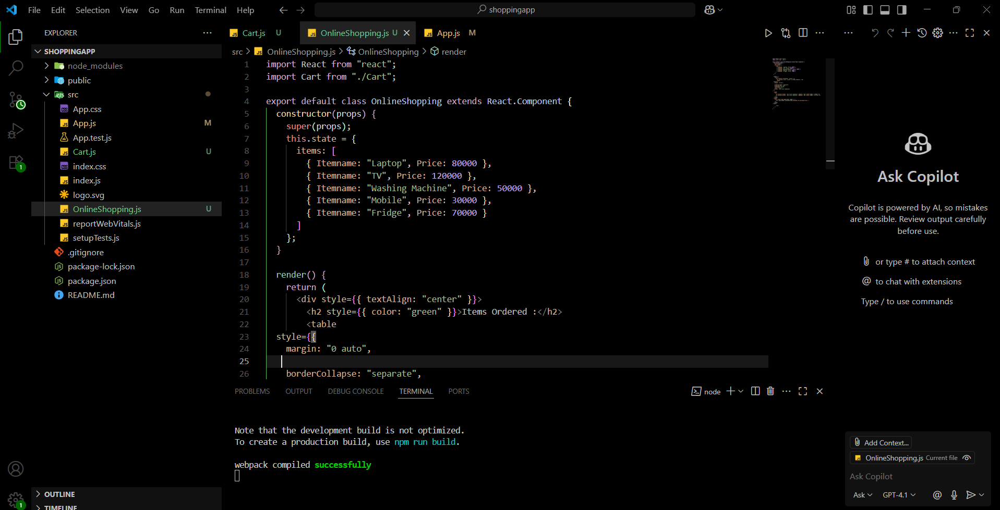 File Edit Selection View Go Run Terminal Help
shoppingapp
EXPLORER
SHOPPINGAPP
node_modules
public
src
App.css
App.js M
App.test.js
Cart.js U
index.css
index.js
logo.svg
OnlineShopping.js U
reportWebVitals.js
setupTests.js
.gitignore
package-lock.json
package.json
README.md
OUTLINE
TIMELINE
1
1
Cart.js U OnlineShopping.js U App.js M
src > OnlineShopping.js > OnlineShopping > render
1 import React from "react";
2 import Cart from "./Cart";
3
4 export default class OnlineShopping extends React.Component {
5 constructor(props) {
6 super(props);
7 this.state = {
8 items: [
9 { Itemname: "Laptop", Price: 80000 },
10 { Itemname: "TV", Price: 120000 },
11 { Itemname: "Washing Machine", Price: 50000 },
12 { Itemname: "Mobile", Price: 30000 },
13 { Itemname: "Fridge", Price: 70000 }
14 ]
15 };
16 }
17
18 render() {
19 return (
20 <div style={{ textAlign: "center" }}>
21 <h2 style={{ color: "green" }}>Items Ordered :</h2>
22 <table
23 style={{
24 margin: "0 auto",
25
26 borderCollapse: "separate",
PROBLEMS OUTPUT DEBUG CONSOLE TERMINAL PORTS
node
Note that the development build is not optimized.
To create a production build, use npm run build.
webpack compiled successfully
Ask Copilot
Copilot is powered by AI, so mistakes
are possible. Review output carefully
before use.
or type # to attach context
@ to chat with extensions
Type / to use commands
Add Context...
OnlineShopping.js Current file
Ask Copilot
Ask GPT-4.1 @